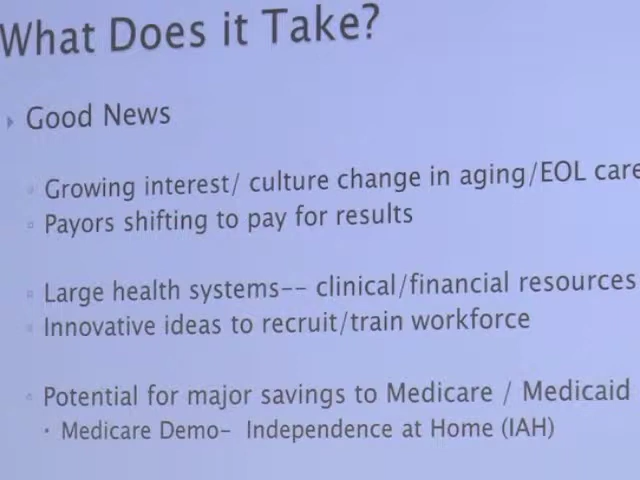 What Does it Take?
Good News
Growing interest/ culture change in aging/EOL care
Payors shifting to pay for results
Large health systems-- clinical/financial resources
Innovative ideas to recruit/train workforce
Potential for major savings to Medicare / Medicaid
Medicare Demo- Independence at Home (IAH)